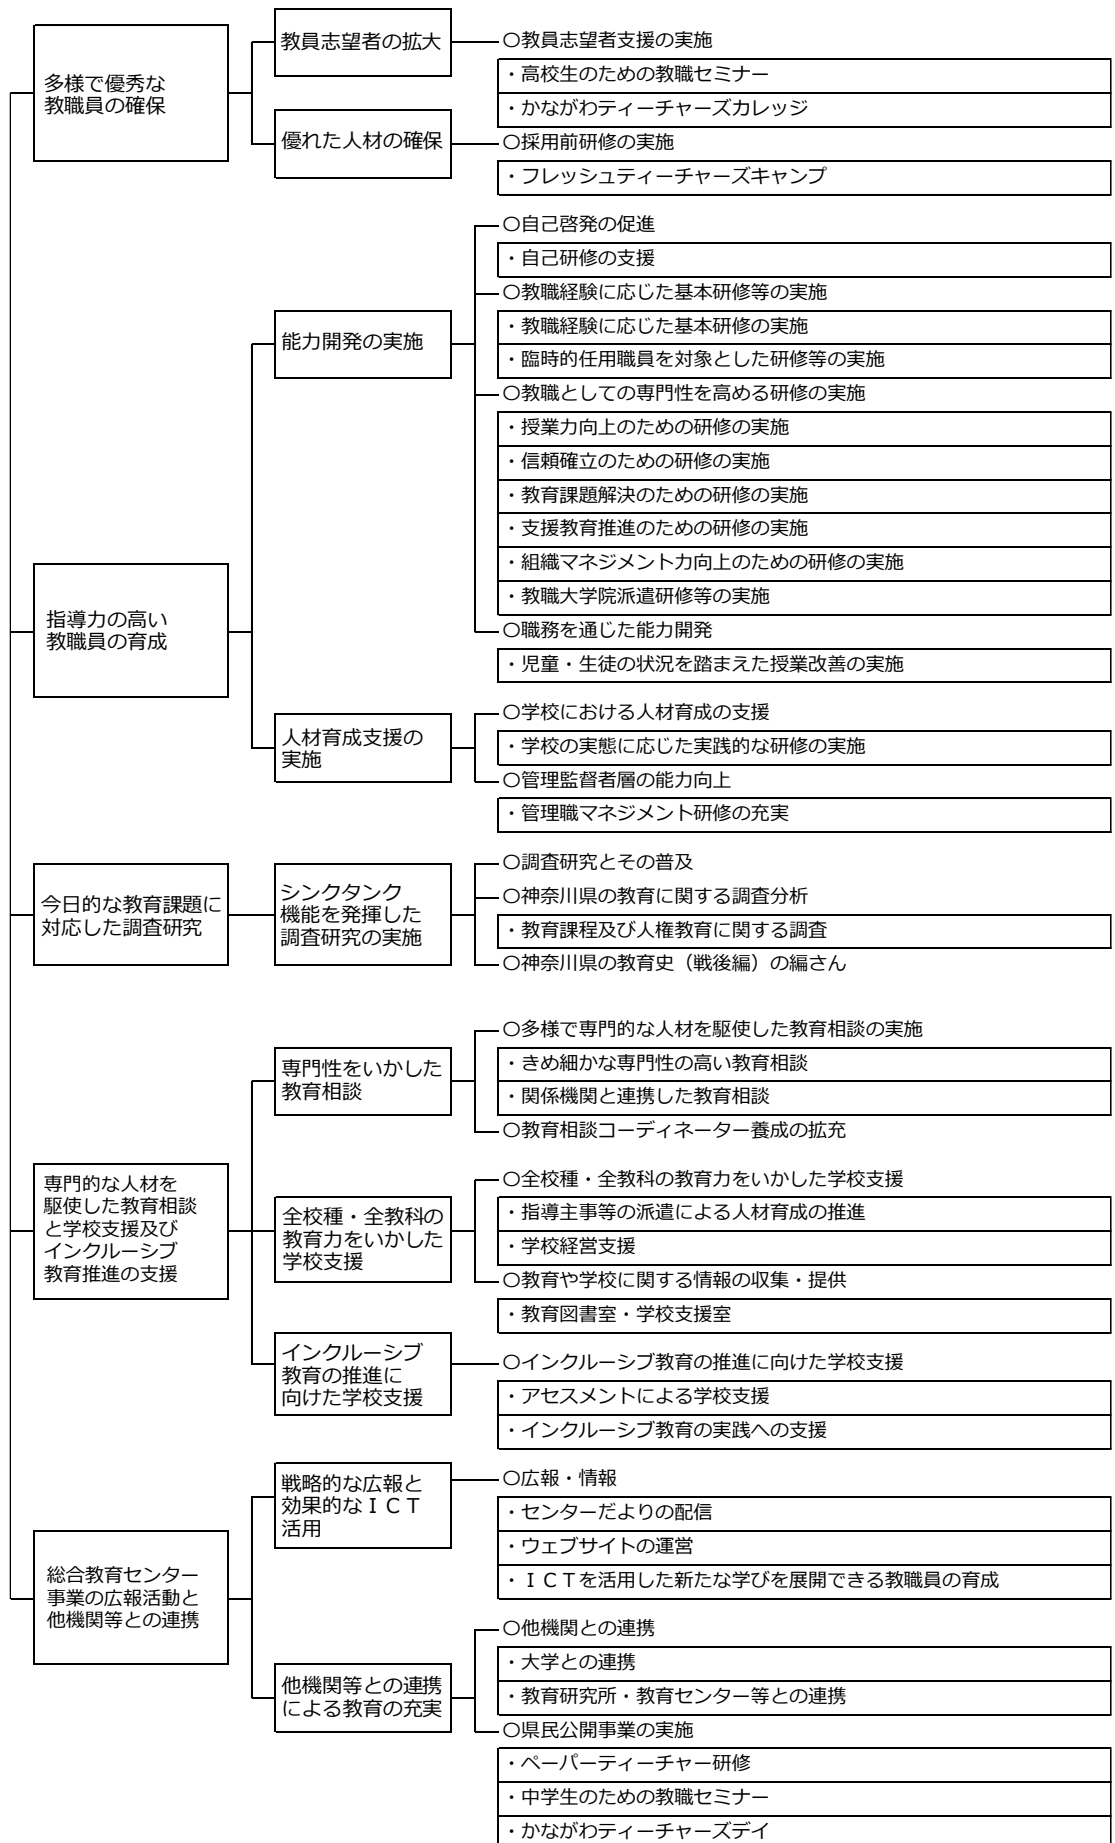 多様で優秀な
教職員の確保
教員志望者の拡大
○教員志望者支援の実施
・高校生のための教職セミナー
・かながわティーチャーズカレッジ
優れた人材の確保
○採用前研修の実施
・フレッシュティーチャーズキャンプ
指導力の高い
教職員の育成
能力開発の実施
○自己啓発の促進
・自己研修の支援
○教職経験に応じた基本研修等の実施
・教職経験に応じた基本研修の実施
・臨時的任用職員を対象とした研修等の実施
○教職としての専門性を高める研修の実施
・授業力向上のための研修の実施
・信頼確立のための研修の実施
・教育課題解決のための研修の実施
・支援教育推進のための研修の実施
・組織マネジメント力向上のための研修の実施
・教職大学院派遣研修等の実施
○職務を通じた能力開発
・児童・生徒の状況を踏まえた授業改善の実施
人材育成支援の
実施
○学校における人材育成の支援
・学校の実態に応じた実践的な研修の実施
○管理監督者層の能力向上
・管理職マネジメント研修の充実
今日的な教育課題に
対応した調査研究
シンクタンク
機能を発揮した
調査研究の実施
○調査研究とその普及
○神奈川県の教育に関する調査分析
・教育課程及び人権教育に関する調査
○神奈川県の教育史（戦後編）の編さん
専門的な人材を
駆使した教育相談
と学校支援及び
インクルーシブ
教育推進の支援
専門性をいかした
教育相談
○多様で専門的な人材を駆使した教育相談の実施
・きめ細かな専門性の高い教育相談
・関係機関と連携した教育相談
○教育相談コーディネーター養成の拡充
全校種・全教科の
教育力をいかした
学校支援
○全校種・全教科の教育力をいかした学校支援
・指導主事等の派遣による人材育成の推進
・学校経営支援
○教育や学校に関する情報の収集・提供
・教育図書室・学校支援室
インクルーシブ
教育の推進に
向けた学校支援
○インクルーシブ教育の推進に向けた学校支援
・アセスメントによる学校支援
・インクルーシブ教育の実践への支援
総合教育センター
事業の広報活動と
他機関等との連携
戦略的な広報と
効果的なＩＣＴ
活用
○広報・情報
・センターだよりの配信
・ウェブサイトの運営
・ＩＣＴを活用した新たな学びを展開できる教職員の育成
他機関等との連携
による教育の充実
○他機関との連携
・大学との連携
・教育研究所・教育センター等との連携
○県民公開事業の実施
・ペーパーティーチャー研修
・中学生のための教職セミナー
・かながわティーチャーズデイ